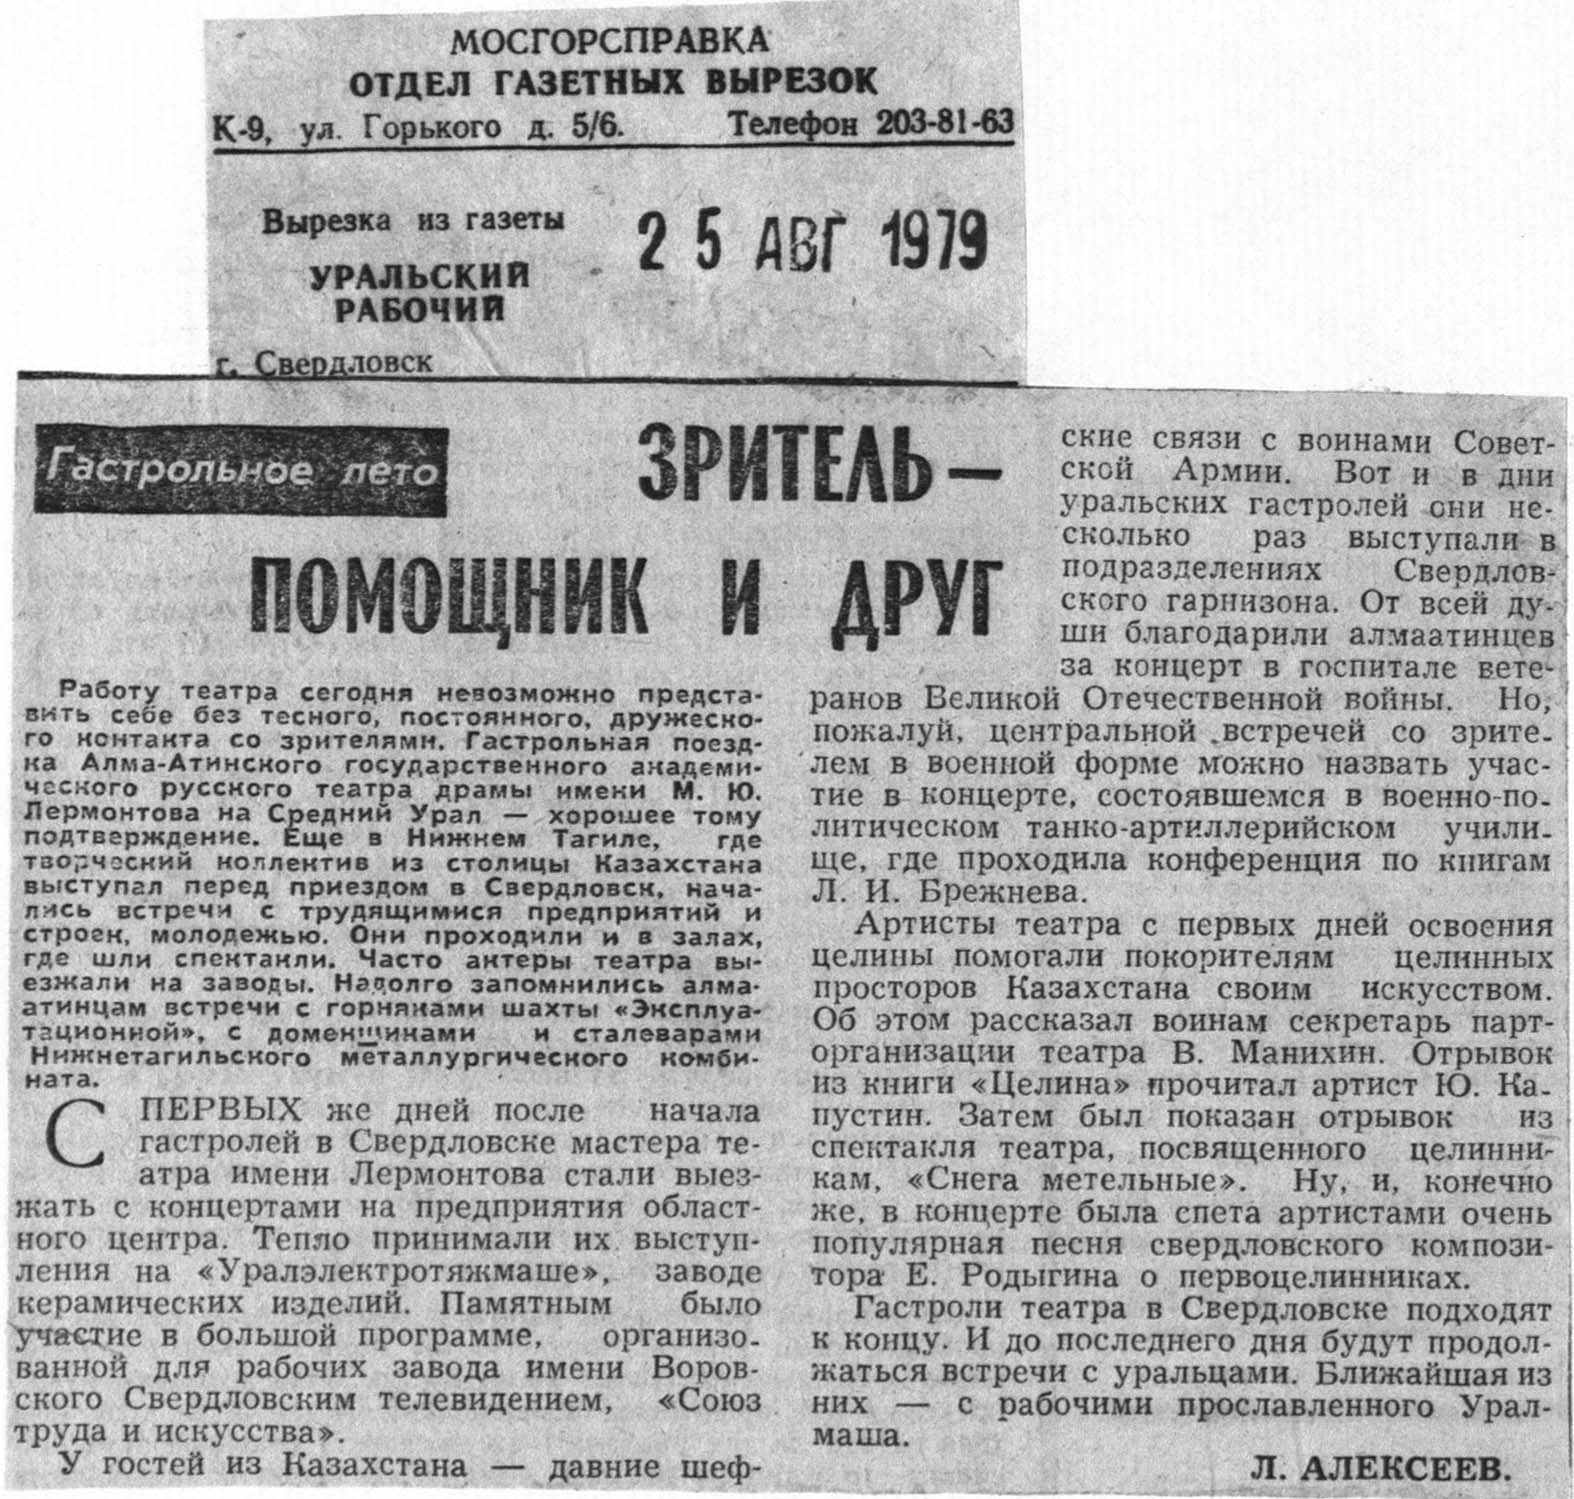 МОСГОРСПРАВКА
ОТДЕЛ ГАЗЕТНЫХ ВЫРЕЗОК
К-9, ул. Горького д. 5/6. Телефон 203-81-63
Вырезка из газеты
УРАЛЬСКИЙ
РАБОЧИЙ
25 АВГ 1979
г. Свердловск
Гастрольное лето
ЗРИТЕЛЬ —
ПОМОЩНИК И ДРУГ
Работу театра сегодня невозможно предста-
вить себе без тесного, постоянного, дружеско-
го контакта со зрителями. Гастрольная поезд-
ка Алма-Атинского государственного академи-
ческого русского театра драмы имени М. Ю.
Лермонтова на Средний Урал — хорошее тому
подтверждение. Еще в Нижнем Тагиле, где
творческий коллектив из столицы Казахстана
выступал перед приездом в Свердловск, нача-
лись встречи с трудящимися предприятий и
строек, молодежью. Они проходили и в залах,
где шли спектакли. Часто актеры театра вы-
езжали на заводы. Надолго запомнились алма-
атинцам встречи с горняками шахты «Эксплуа-
тационной», с доменщиками и сталеварами
Нижнетагильского металлургического комби-
ната.
С ПЕРВЫХ же дней после начала
гастролей в Свердловске мастера те-
атра имени Лермонтова стали выез-
жать с концертами на предприятия област-
ного центра. Тепло принимали их выступ-
ления на «Уралэлектротяжмаше», заводе
керамических изделий. Памятным было
участие в большой программе, организо-
ванной для рабочих завода имени Воров-
ского Свердловским телевидением, «Союз
труда и искусства».
У гостей из Казахстана — давние шеф-
ские связи с воинами Совет-
ской Армии. Вот и в дни
уральских гастролей они не-
сколько раз выступали в
подразделениях Свердлов-
ского гарнизона. От всей ду-
ши благодарили алмаатинцев
за концерт в госпитале вете-
ранов Великой Отечественной войны. Но,
пожалуй, центральной встречей со зрите-
лем в военной форме можно назвать учас-
тие в концерте, состоявшемся в военно-по-
литическом танко-артиллерийском учили-
ще, где проходила конференция по книгам
Л. И. Брежнева.
Артисты театра с первых дней освоения
целины помогали покорителям целинных
просторов Казахстана своим искусством.
Об этом рассказал воинам секретарь парт-
организации театра В. Манихин. Отрывок
из книги «Целина» прочитал артист Ю. Ка-
пустин. Затем был показан отрывок из
спектакля театра, посвященного целинни-
кам, «Снега метельные». Ну, и, конечно
же, в концерте была спета артистами очень
популярная песня свердловского компози-
тора Е. Родыгина о первоцелинниках.
Гастроли театра в Свердловске подходят
к концу. И до последнего дня будут продол-
жаться встречи с уральцами. Ближайшая из
них — с рабочими прославленного Урал-
маша.
Л. АЛЕКСЕЕВ.